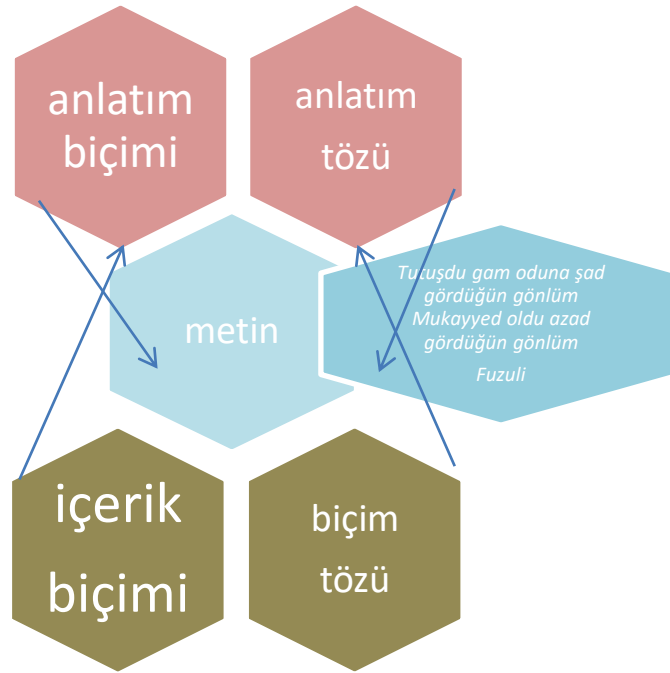 anlatım
biçimi
anlatım
tözü
metin
Tutuşdu gam oduna şad
gördüğün gönlüm
Mukayyed oldu azad
gördüğün gönlüm
Fuzuli
içerik
biçimi
biçim
tözü